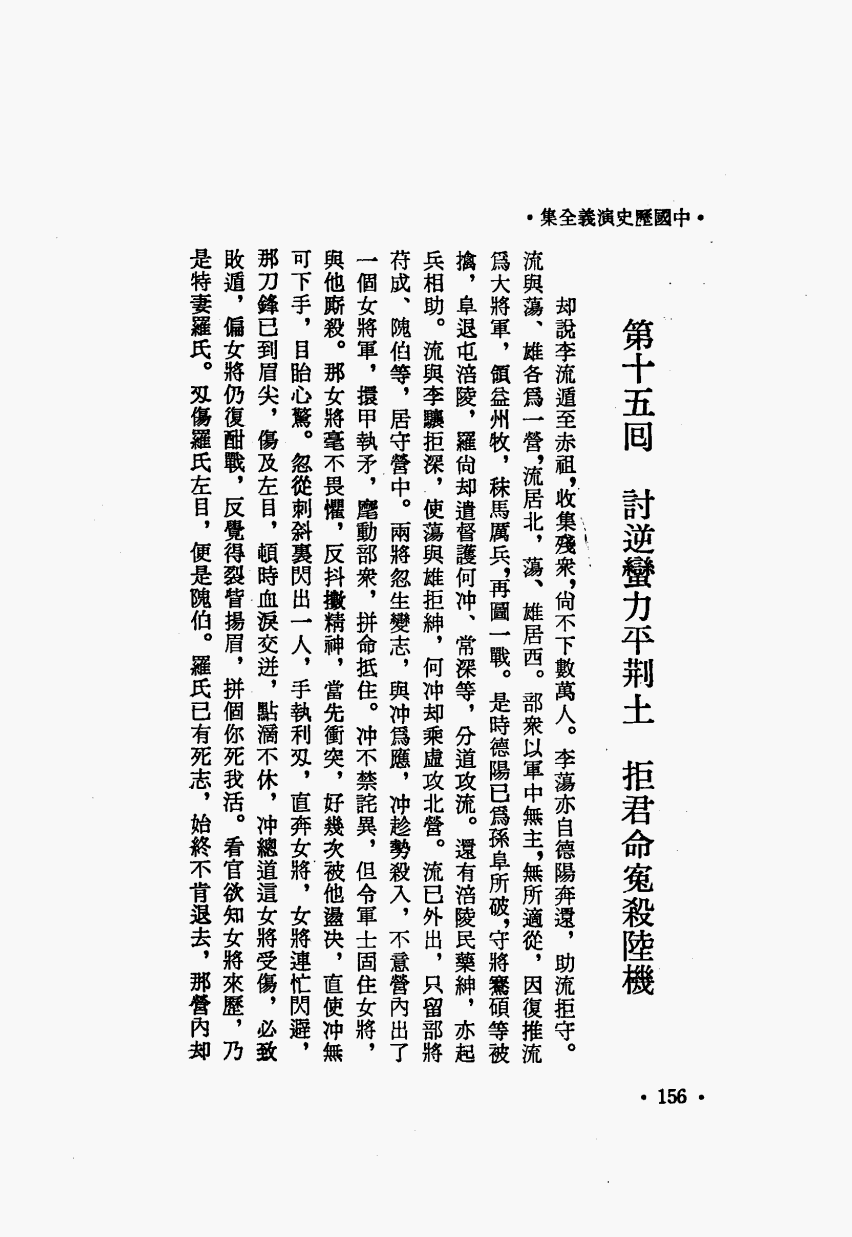 ・中國歷史演義全集・
第十五回　討逆蠻力平荆土　拒君命寃殺陸機
却說李流遁至赤祖，收集殘衆，尙不下數萬人。李蕩亦自德陽奔還，助流拒守。
流與蕩、雄各爲一營，流居北，蕩、雄居西。部衆以軍中無主，無所適從，因復推流
爲大將軍，領益州牧，秣馬厲兵，再圖一戰。是時德陽已爲孫阜所破，守將騫碩等被
擒，阜退屯涪陵，羅尙却遣督護何冲、常深等，分道攻流。還有涪陵民藥紳，亦起
兵相助。流與李驤拒深，使蕩與雄拒紳，何冲却乘虛攻北營。流已外出，只留部將
苻成、隗伯等，居守營中。兩將忽生變志，與冲爲應，冲趁勢殺入，不意營內出了
一個女將軍，擐甲執矛，麾動部衆，拼命抵住。冲不禁詫異，但令軍士固住女將，
與他厮殺。那女將毫不畏懼，反抖擻精神，當先衝突，好幾次被他盪決，直使冲無
可下手，目眙心驚。忽從刺斜裏閃出一人，手執利刄，直奔女將，女將連忙閃避，
那刀鋒已到眉尖，傷及左目，頓時血淚交迸，點滴不休，冲總道這女將受傷，必致
敗遁，偏女將仍復酣戰，反覺得裂眥揚眉，拼個你死我活。看官欲知女將來歷，乃
是特妻羅氏。刄傷羅氏左目，便是隗伯。羅氏已有死志，始終不肯退去，那營內却
・156・